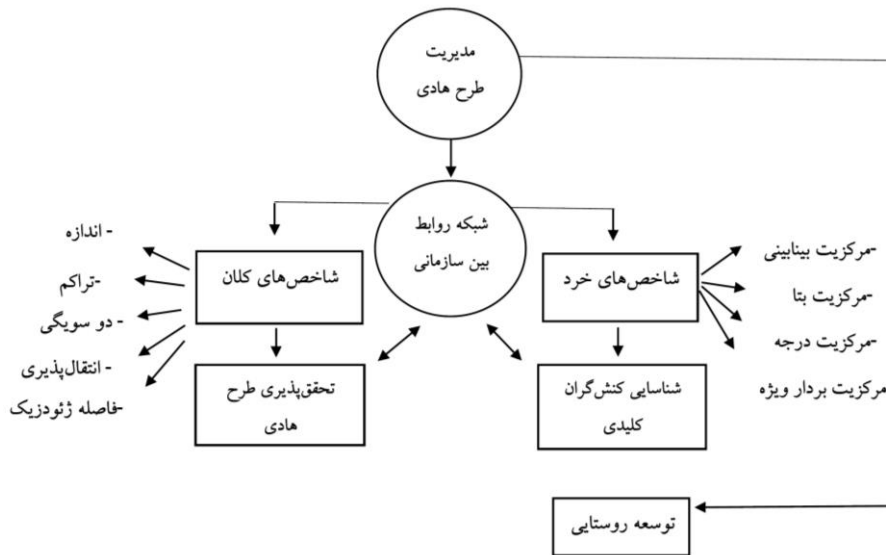 مدیریت
طرح هادی
شبکه روابط
بین سازمانی
شاخص‌های خرد
-مرکزیت بینابینی
-مرکزیت بتا
-مرکزیت درجه
مرکزیت بردار ویژه
شناسایی کنش‌گران
کلیدی
شاخص‌های کلان
- اندازه
-تراکم
- دو سویگی
- انتقال‌پذیری
-فاصله ژئودزیک
تحقق‌پذیری طرح
هادی
توسعه روستایی